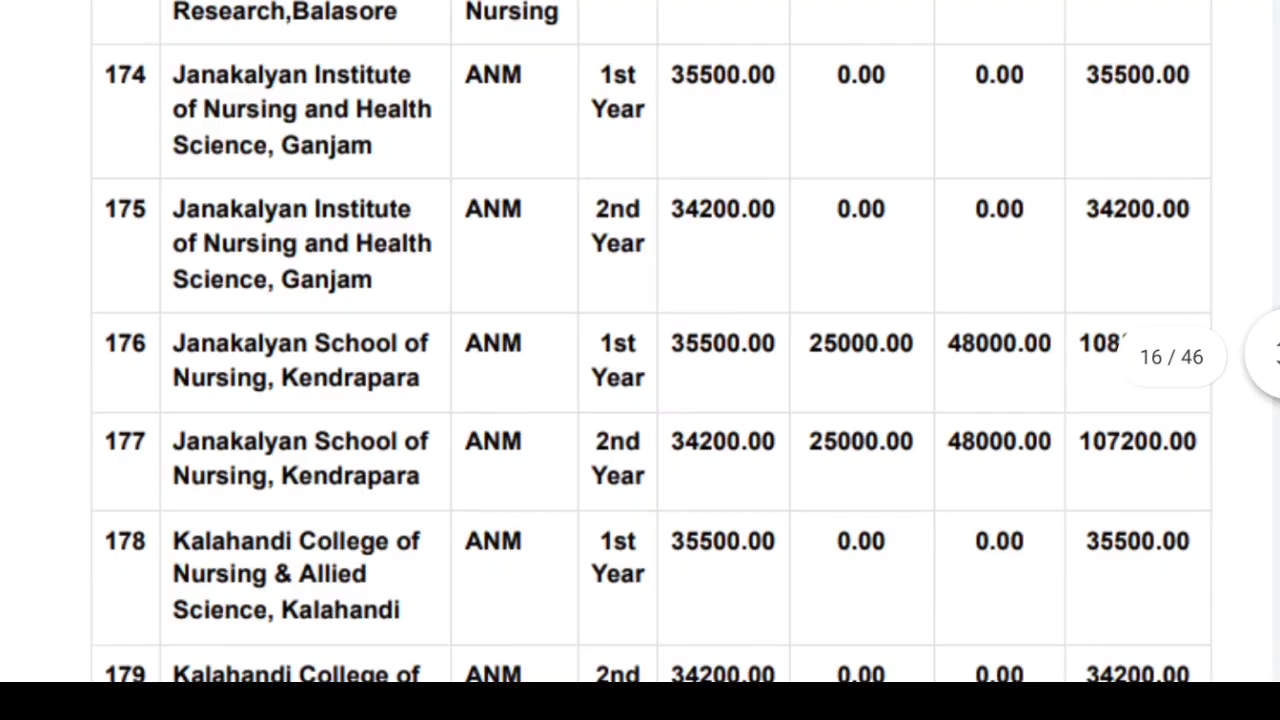 Research,Balasore Nursing
174 Janakalyan Institute ANM 1st 35500.00 0.00 0.00 35500.00
of Nursing and Health Year
Science, Ganjam
175 Janakalyan Institute ANM 2nd 34200.00 0.00 0.00 34200.00
of Nursing and Health Year
Science, Ganjam
176 Janakalyan School of ANM 1st 35500.00 25000.00 48000.00
Nursing, Kendrapara Year
16 / 46
177 Janakalyan School of ANM 2nd 34200.00 25000.00 48000.00 107200.00
Nursing, Kendrapara Year
178 Kalahandi College of ANM 1st 35500.00 0.00 0.00 35500.00
Nursing & Allied Year
Science, Kalahandi
179 Kalahandi College of ANM 2nd 34200.00 0.00 0.00 34200.00